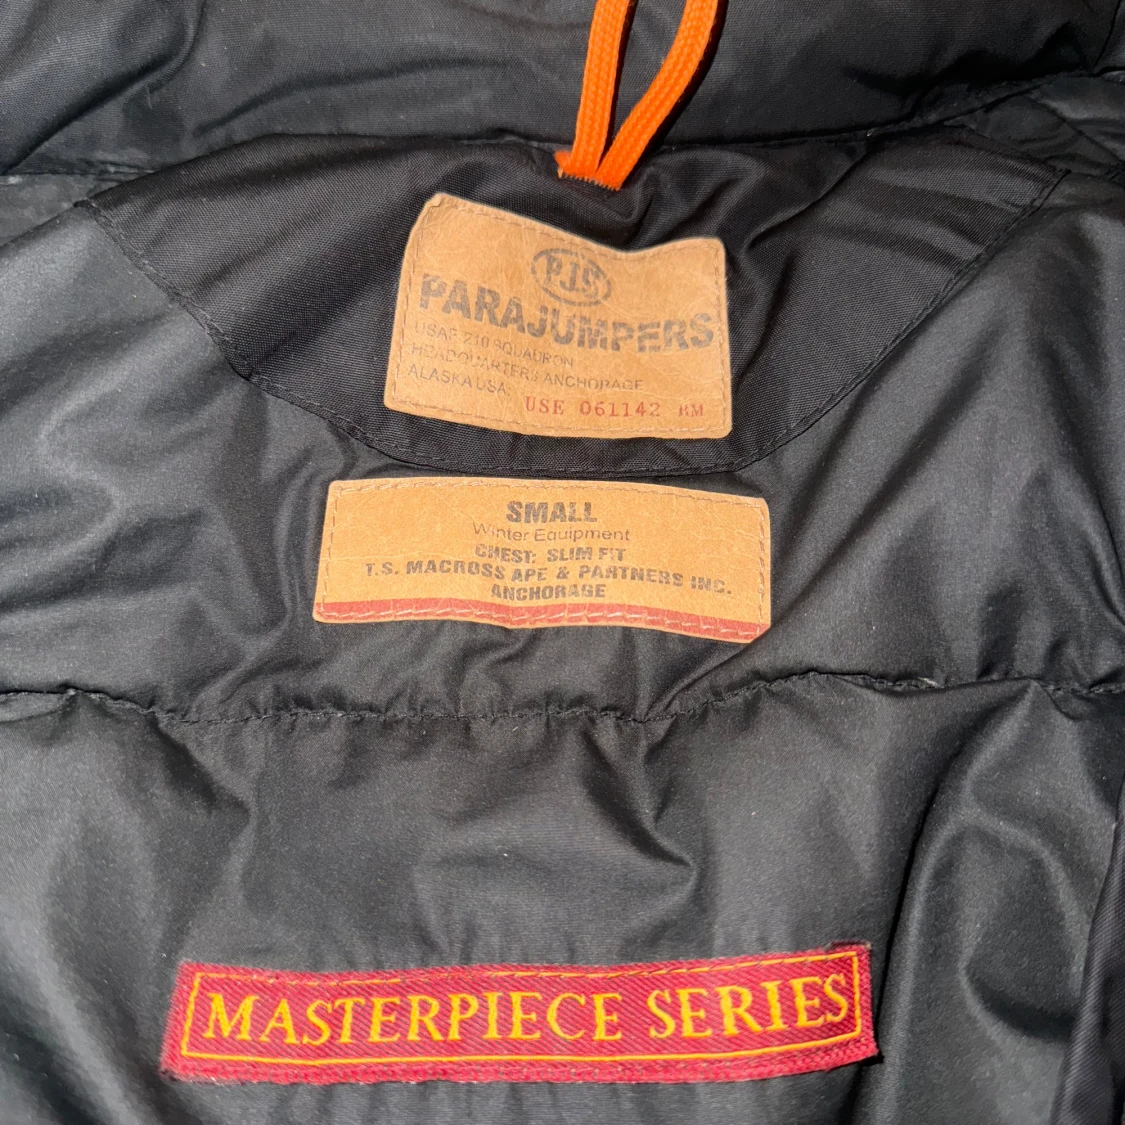 P.J.S
PARAJUMPERS
USAF 210 SQUADRON
HEADQUARTERS ANCHORAGE
ALASKA USA.
USE 061142 RM
SMALL
Winter Equipment
CHEST: SLIM FIT
T.S. MACROSS APE & PARTNERS INC.
ANCHORAGE
MASTERPIECE SERIES